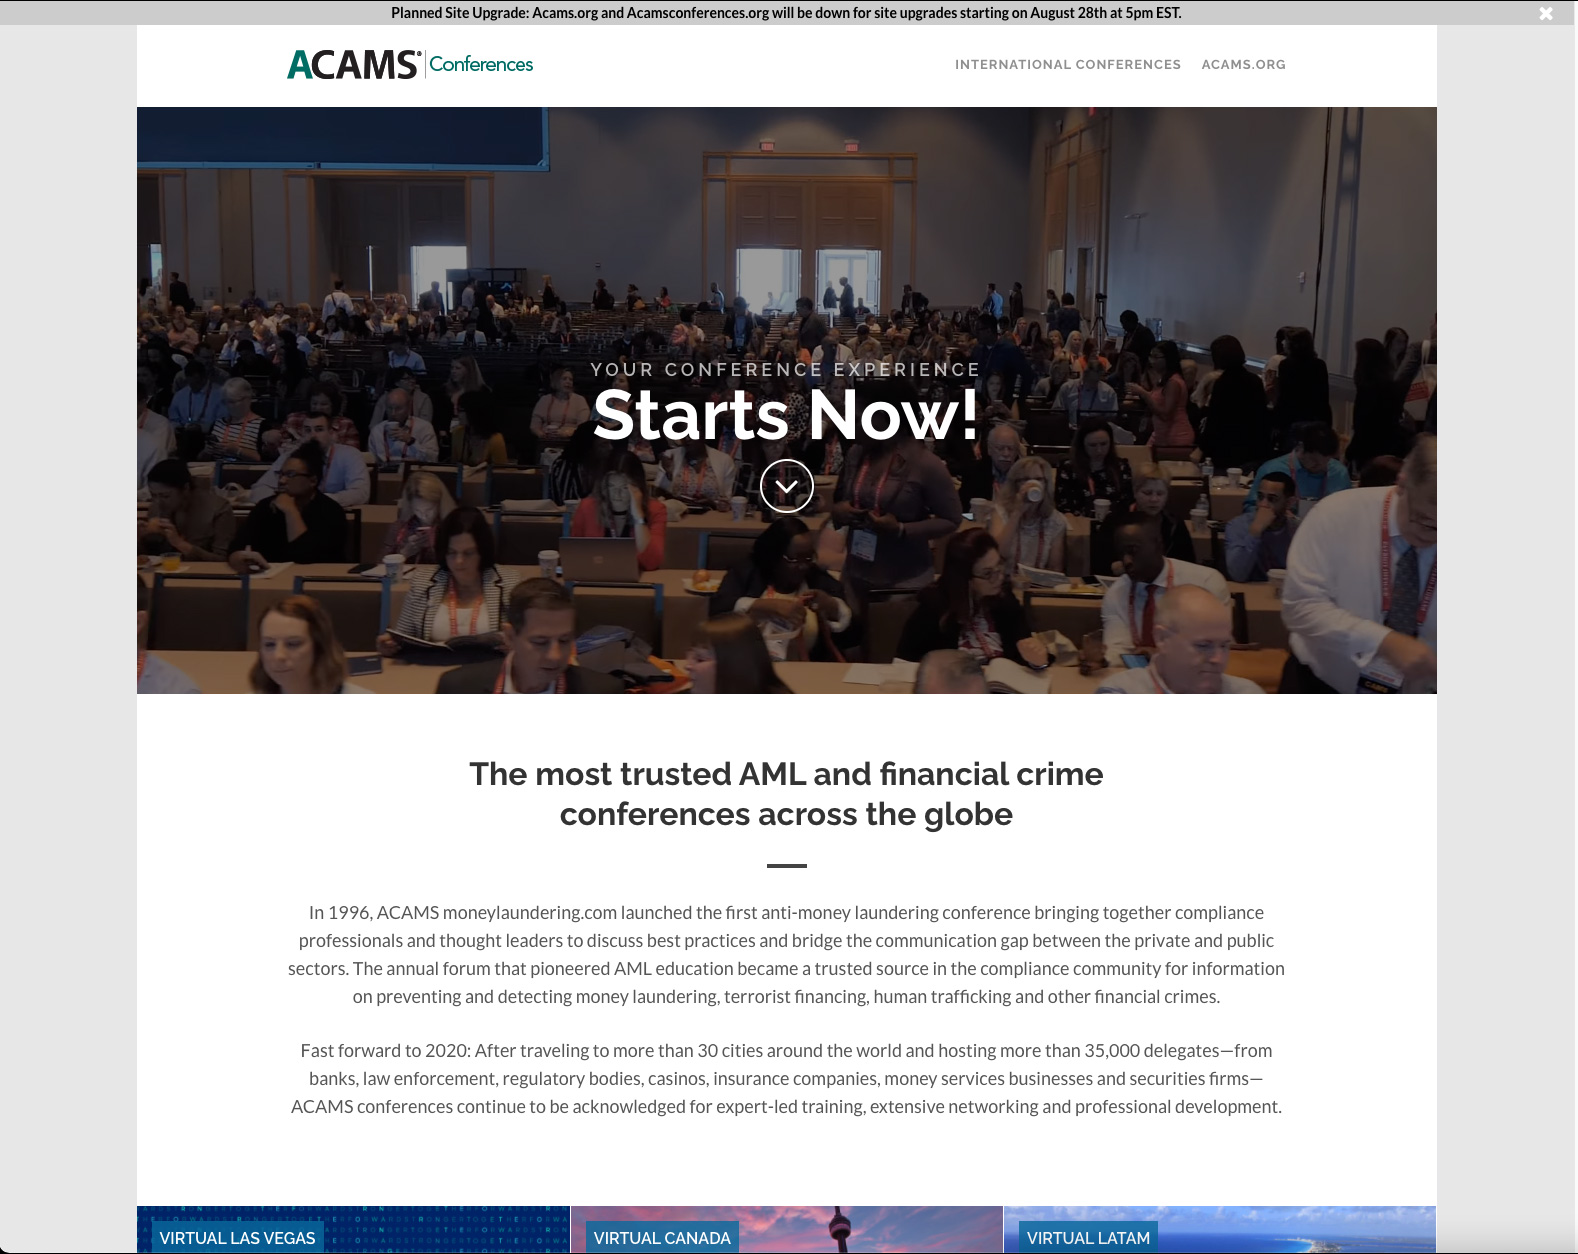 Planned Site Upgrade: Acams.org and Acamsconferences.org will be down for site upgrades starting on August 28th at 5pm EST.
ACAMS® Conferences
INTERNATIONAL CONFERENCES ACAMS.ORG
YOUR CONFERENCE EXPERIENCE
Starts Now!
The most trusted AML and financial crime
conferences across the globe
In 1996, ACAMS moneylaundering.com launched the first anti-money laundering conference bringing together compliance
professionals and thought leaders to discuss best practices and bridge the communication gap between the private and public
sectors. The annual forum that pioneered AML education became a trusted source in the compliance community for information
on preventing and detecting money laundering, terrorist financing, human trafficking and other financial crimes.
Fast forward to 2020: After traveling to more than 30 cities around the world and hosting more than 35,000 delegates—from
banks, law enforcement, regulatory bodies, casinos, insurance companies, money services businesses and securities firms—
ACAMS conferences continue to be acknowledged for expert-led training, extensive networking and professional development.
VIRTUAL LAS VEGAS
VIRTUAL CANADA
VIRTUAL LATAM